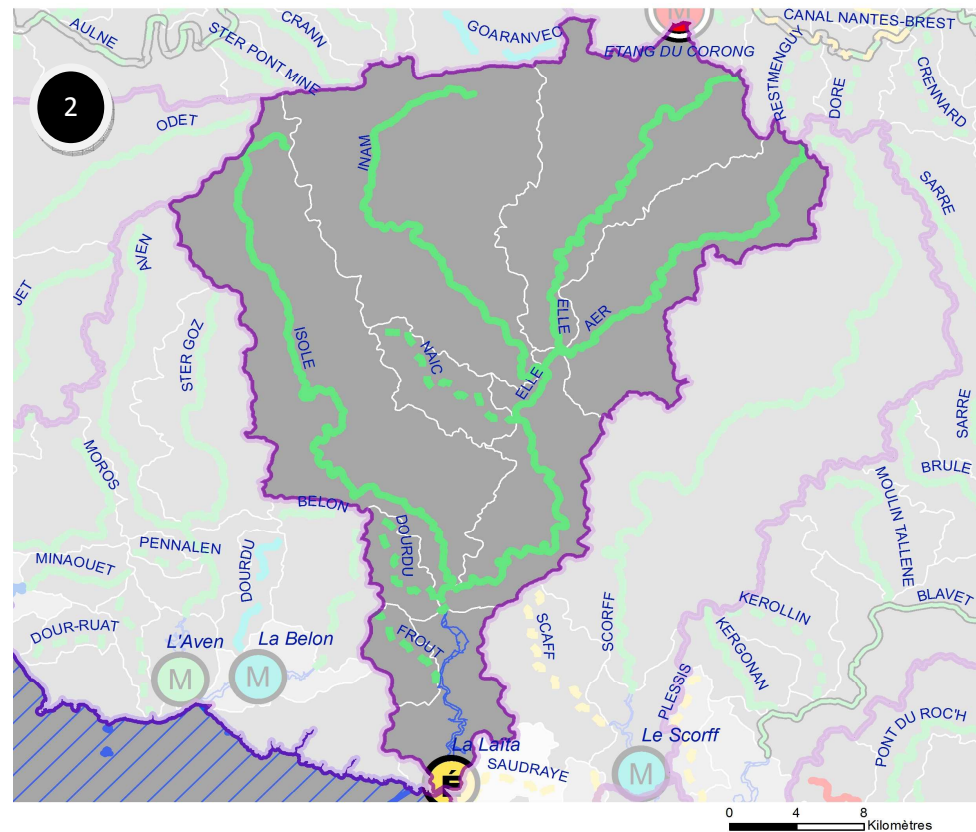 AULNE
CRANN
STER PONT MINE
GOARANVEC
M
ETANG DU CORONG
CANAL NANTES-BREST
RESTMENGUY
DORE
CRENNARD
2
ODET
INAM
SARRE
AVEN
JET
STER GOZ
ISOLE
ELLE
AER
NAIC
ELLE
SARRE
MOROS
BRULE
MOULIN TALLENE
BELON
DOURDU
PENNALEN
MINAOUET
DOURDU
BLAVET
KEROLLIN
DOUR-RUAT
L'Aven
La Belon
FROUT
SCAFF
SCORFF
KERGONAN
M
M
PLESSIS
PONT DU ROC'H
La Laïta
Le Scorff
SAUDRAYE
É
M
0 4 8
Kilomètres